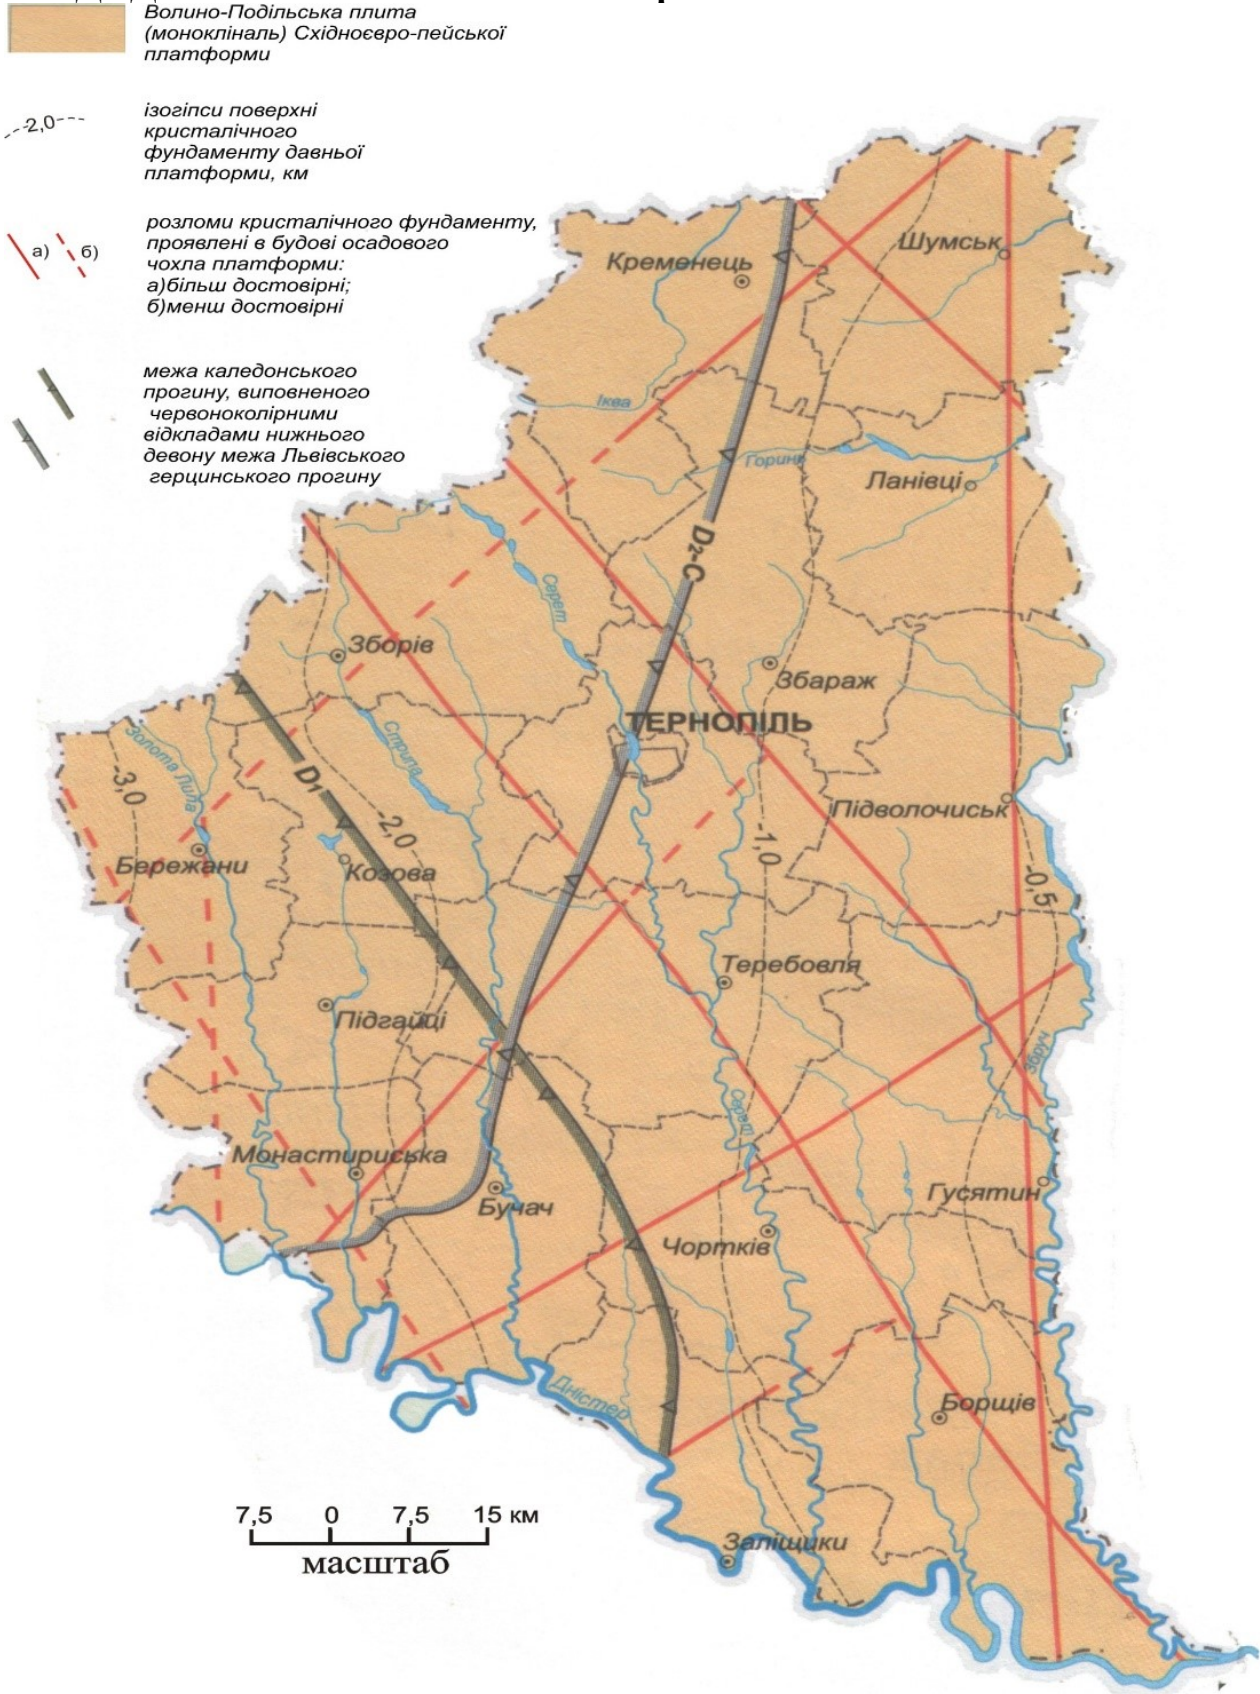 Волино-Подільська плита
(монокліналь) Східноєвро-пейської
платформи
-2,0
ізогіпси поверхні
кристалічного
фундаменту давньої
платформи, км
а) б)
розломи кристалічного фундаменту,
проявлені в будові осадового
чохла платформи:
а)більш достовірні;
б)менш достовірні
межа каледонського
прогину, виповненого
червоноколірними
відкладами нижнього
девону межа Львівського
герцинського прогину
Шумськ
Кременець
Іква
Горинь
Ланівці
D2-C
Серет
Зборів
Збараж
ТЕРНОПІЛЬ
Золота Липа
Стрипа
D1
-3,0
-2,0
-1,0
-0,5
Підволочиськ
Бережани
Козова
Теребовля
Підгайці
Збруч
Серет
Монастириська
Бучач
Гусятин
Чортків
Дністер
Борщів
Заліщики
7,5 0 7,5 15 км
масштаб